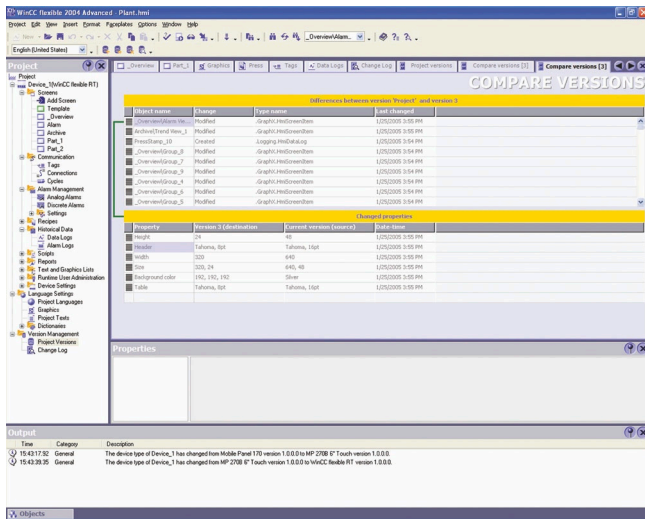 WinCC flexible 2004 Advanced - Plant.hmi
Project Edit View Insert Format Faceplates Options Window Help
New
_Overview\Alarm..
English (United States)
Project
Project
Device_1(WinCC flexible RT)
Screens
Add Screen
Template
_Overview
Alarm
Archive
Part_1
Part_2
Communication
Tags
Connections
Cycles
Alarm Management
Analog Alarms
Discrete Alarms
Settings
Recipes
Historical Data
Data Logs
Alarm Logs
Scripts
Reports
Text and Graphics Lists
Runtime User Administration
Device Settings
Language Settings
Project Languages
Graphics
Project Texts
Dictionaries
Version Management
Project Versions
Change Log
_Overview Part_1 Graphics Press Tags Data Logs Change Log Project versions Compare versions [3] Compare versions [3]
COMPARE VERSIONS
Differences between version 'Project' and version 3
Object name Change Type name Last changed
_Overview\Alarm Vie... Modified .GraphX.HmiScreenItem 1/25/2005 3:55 PM
Archive\Trend View_1 Modified .GraphX.HmiScreenItem 1/25/2005 3:55 PM
PressStamp_10 Created .Logging.HmiDataLog 1/25/2005 3:55 PM
_Overview\Group_8 Modified .GraphX.HmiScreenItem 1/25/2005 3:54 PM
_Overview\Group_7 Modified .GraphX.HmiScreenItem 1/25/2005 3:54 PM
_Overview\Group_9 Modified .GraphX.HmiScreenItem 1/25/2005 3:54 PM
_Overview\Group_4 Modified .GraphX.HmiScreenItem 1/25/2005 3:54 PM
_Overview\Group_6 Modified .GraphX.HmiScreenItem 1/25/2005 3:54 PM
_Overview\Group_5 Modified .GraphX.HmiScreenItem 1/25/2005 3:54 PM
Changed properties
Property Version 3 (destination Current version (source) Date-time
Height 24 48 1/25/2005 3:55 PM
Header Tahoma, 8pt Tahoma, 16pt 1/25/2005 3:55 PM
Width 320 640 1/25/2005 3:55 PM
Size 320, 24 640, 48 1/25/2005 3:55 PM
Background color 192, 192, 192 Silver 1/25/2005 3:55 PM
Table Tahoma, 8pt Tahoma, 16pt 1/25/2005 3:55 PM
Properties
Output
Time Category Description
15:43:17.92 General The device type of Device_1 has changed from Mobile Panel 170 version 1.0.0.0 to MP 270B 6" Touch version 1.0.0.0.
15:43:39.35 General The device type of Device_1 has changed from MP 270B 6" Touch version 1.0.0.0 to WinCC flexible RT version 1.0.0.0.
Objects